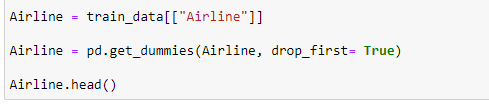 Airline = train_data[["Airline"]]
Airline = pd.get_dummies(Airline, drop_first= True)
Airline.head()